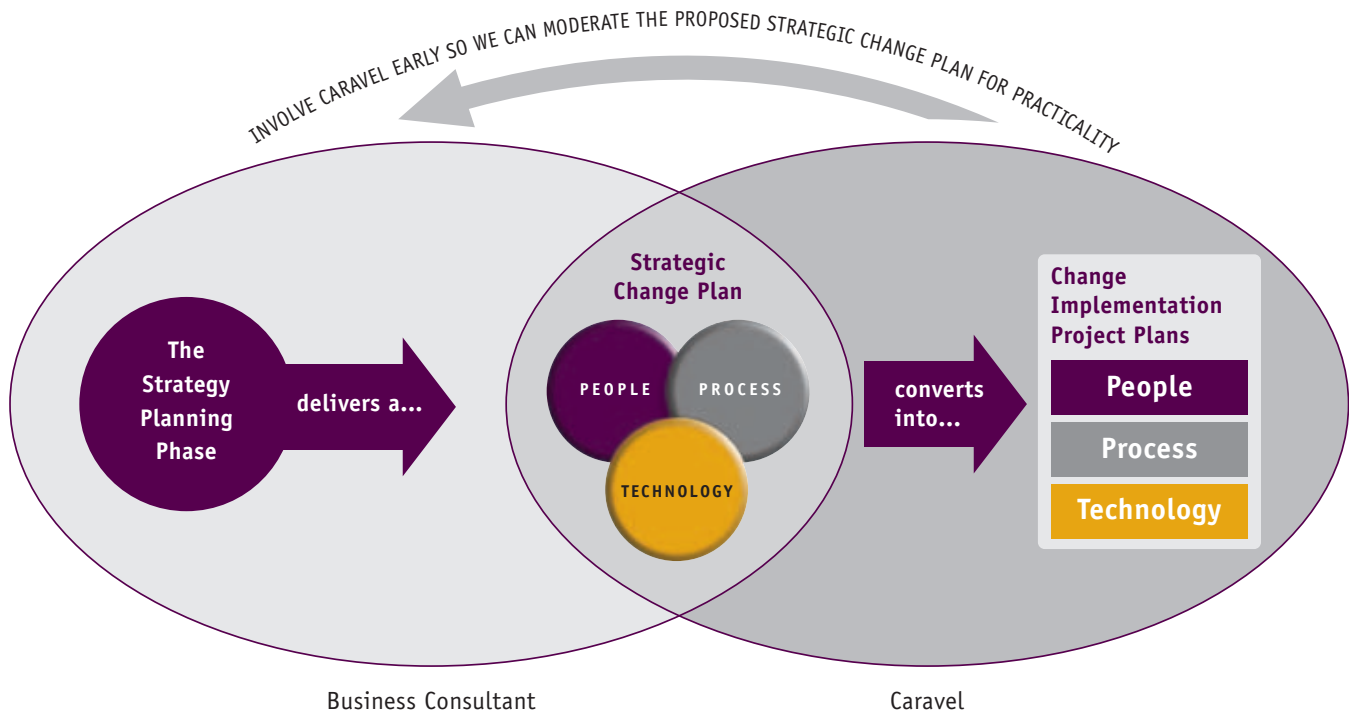 INVOLVE CARAVEL EARLY SO WE CAN MODERATE THE PROPOSED STRATEGIC CHANGE PLAN FOR PRACTICALITY
The
Strategy
Planning
Phase
delivers a...
Strategic
Change Plan
PEOPLE
PROCESS
TECHNOLOGY
converts
into...
Change
Implementation
Project Plans
People
Process
Technology
Business Consultant
Caravel